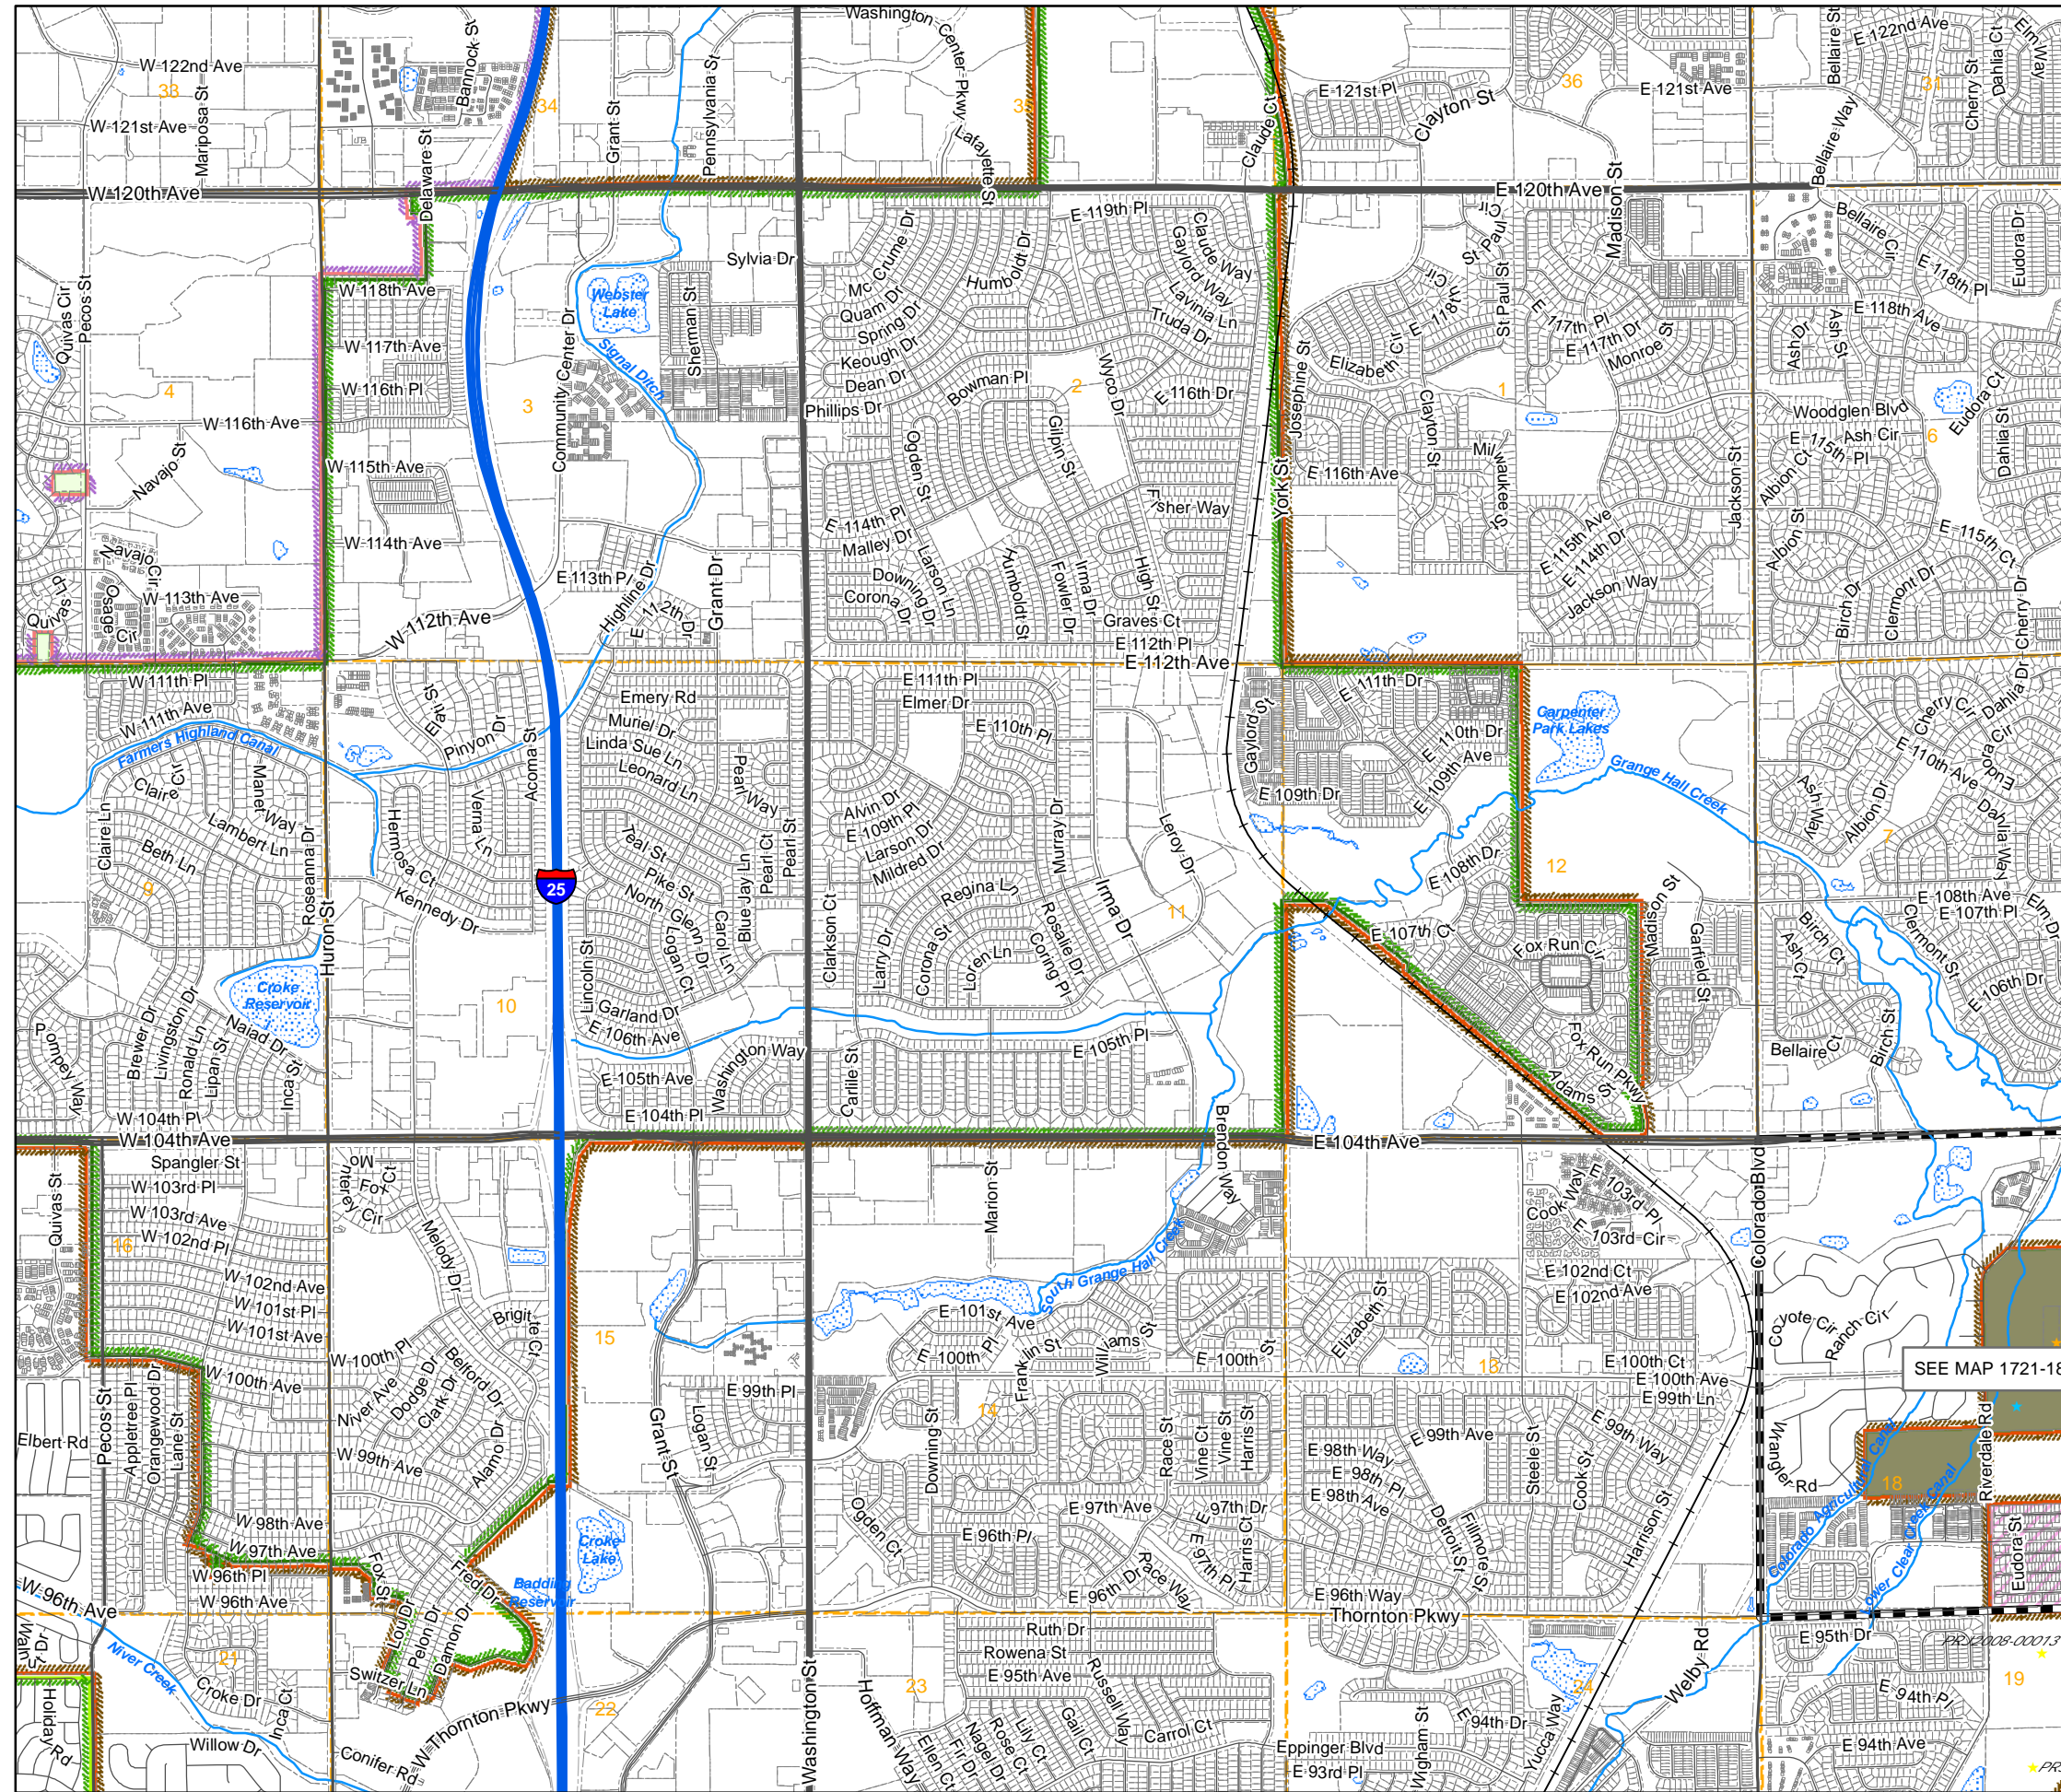 Washington Center Pkwy
W 122nd Ave
33
Mariposa St
W 121st Ave
Bannock St
34
Grant St
Pennsylvania St
35
Lafayette St
Claude Ct
E 121st Pl
Clayton St
36
E 121st Ave
Bellaire St
E 122nd Ave
Elm Way
Dahlia Ct
Cherry St
31
Bellaire Way
W 120th Ave
Delaware St
E 120th Ave
Madison St
E 119th Pl
Claude Way
Gaylord Way
Lavinia Ln
Truda Dr
Mc Crume Dr
Quam Dr
Spring Dr
Keough Dr
Dean Dr
Phillips Dr
Humboldt Dr
Bowman Pl
2
Wyco Dr
E 116th Dr
Sylvia Dr
Webster
Lake
Signal Ditch
Sherman St
Community Center Dr
3
Quivas Cir
Pecos St
4
W 118th Ave
W 117th Ave
W 116th Pl
W 116th Ave
W 115th Ave
W 114th Ave
Navajo St
Navajo Cir
Osage Cir
W 113th Ave
Quivas Lp
W 112th Ave
E 113th Pl
Highline Dr
E 112th Dr
Grant Dr
Ogden St
E 114th Pl
Malley Dr
Larson Ln
Downing Dr
Corona Dr
Gilpin St
Humboldt St
Fowler Dr
Irma Dr
High St
Fisher Way
Graves Ct
E 112th Pl
E 112th Ave
York St
Josephine St
St Paul Cir
E 118th Cir
St Paul St
Elizabeth Cir
E 117th Pl
E 117th Dr
Monroe St
1
Clayton St
Milwaukee St
E 116th Ave
E 115th Ave
E 114th Dr
Jackson Way
Jackson St
Bellaire Cir
E 118th Pl
E 118th Ave
Eudora Dr
Ash Dr
Ash St
Woodglen Blvd
E 115th Pl
Ash Cir
Eudora Ct
6
Dahlia St
Albion Ct
Albion St
E 115th Ct
Birch Dr
Clermont Dr
Cherry Dr
W 111th Pl
W 111th Ave
Farmers Highland Canal
Claire Cir
Manet Way
Claire Ln
Lambert Ln
Beth Ln
9
Roseanna Dr
Huron St
Elati St
Pinyon Dr
Acoma St
Verna Ln
Hermosa Ct
Kennedy Dr
25
Emery Rd
Muriel Dr
Linda Sue Ln
Leonard Ln
Pearl Way
Teal St
Pike St
North Glenn Dr
Logan Ct
Carol Ln
Blue Jay Ln
Pearl Ct
Pearl St
Lincoln St
Garland Dr
E 106th Ave
E 111th Pl
Elmer Dr
E 110th Pl
Alvin Dr
E 109th Pl
Larson Dr
Mildred Dr
Murray Dr
Regina Ln
Rosalie Dr
Coring Pl
Loren Ln
Corona St
Larry Dr
Clarkson Ct
Irma Dr
Leroy Dr
11
Gaylord St
E 111th Dr
E 110th Dr
E 109th Ave
E 109th Dr
Carpenter
Park Lakes
Grange Hall Creek
E 108th Dr
12
E 107th Ct
Fox Run Cir
Fox Run Pkwy
Adams St
Madison St
Garfield St
Dahlia Dr
Cherry Cir
Eudora Cir
E 110th Ave
Ash Way
Albion Dr
7
Dahlia Way
E 108th Ave
E 107th Pl
Elm Dr
Clermont St
Birch Ct
Ash Ct
E 106th Dr
Birch St
Bellaire Ct
Croke
Reservoir
Brewer Dr
Livingston Dr
Ronald Ln
Lipan St
Naiad Dr
Inca St
Pompey Way
10
W 104th Pl
W 104th Ave
E 105th Ave
E 104th Pl
Washington Way
Carlile St
E 105th Pl
Brendon Way
E 104th Ave
Spangler St
W 103rd Pl
W 103rd Ave
W 102nd Pl
16
W 102nd Ave
W 101st Pl
W 101st Ave
W 100th Ave
Quivas St
Monterey Cir
Fox Ct
Melody Dr
Brigitte Ct
W 100th Pl
Belford Dr
Dodge Dr
Clark Dr
Niver Ave
Alamo Dr
W 99th Ave
15
Marion St
South Grange Hall Creek
E 101st Ave
E 100th Pl
Franklin St
Williams St
E 100th St
Elizabeth St
E 103rd Pl
Cook Way
E 103rd Cir
E 102nd Ct
E 102nd Ave
13
E 100th Ct
E 100th Ave
E 99th Ln
Colorado Blvd
Coyote Cir
Ranch Cir
SEE MAP 1721-18
Wrangler Rd
Riverdale Rd
18
Colorado Agricultural Canal
Lower Clear Creek Canal
Eudora St
Elbert Rd
Pecos St
Appletree Pl
Orangewood Dr
Lane St
W 98th Ave
W 97th Ave
W 96th Pl
W 96th Ave
W 96th Ave
Fox St
Fred Dr
Lou Dr
Pelon Dr
Damon Dr
Switzer Ln
Badding
Reservoir
Croke
Lake
Grant St
Logan St
E 99th Pl
Downing St
14
Ogden Ct
E 97th Ave
E 96th Pl
E 96th Dr
Race St
Vine Ct
Vine St
Harris St
E 97th Dr
Harris Ct
E 97th Pl
Race Way
E 98th Way
E 98th Pl
E 98th Ave
E 99th Ave
Detroit St
Fillmore St
Steele St
Cook St
E 99th Way
Harrison St
E 96th Way
Thornton Pkwy
Niver Creek
21
Croke Dr
Inca Ct
Willow Dr
Holiday Rd
Conifer Rd
W Thornton Pkwy
22
Washington St
Hoffman Way
23
Ruth Dr
Rowena St
E 95th Ave
Russell Way
Gail Ct
Lily Ct
Rose Ct
Nagel Dr
Fir Dr
Ellen Ct
Carrol Ct
Eppinger Blvd
E 93rd Pl
Wigham St
E 94th Dr
Yucca Way
24
Welby Rd
E 95th Dr
PRJ2008-00013
19
E 94th Pl
E 94th Ave